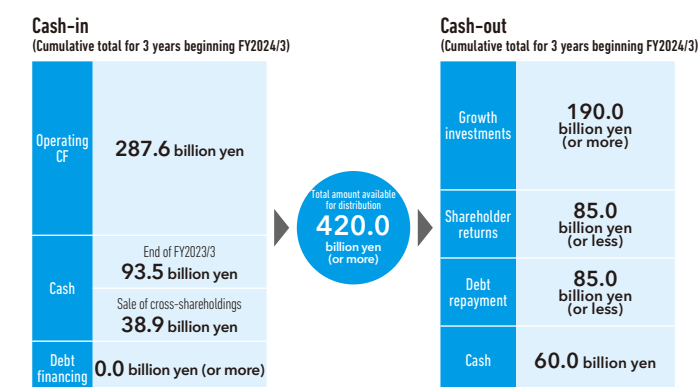 Cash-in
(Cumulative total for 3 years beginning FY2024/3)
Operating
CF
287.6 billion yen
Cash
End of FY2023/3
93.5 billion yen
Sale of cross-shareholdings
38.9 billion yen
Debt
financing
0.0 billion yen (or more)
Total amount available
for distribution
420.0
billion yen
(or more)
Cash-out
(Cumulative total for 3 years beginning FY2024/3)
Growth
investments
190.0
billion yen
(or more)
Shareholder
returns
85.0
billion yen
(or less)
Debt
repayment
85.0
billion yen
(or less)
Cash
60.0 billion yen